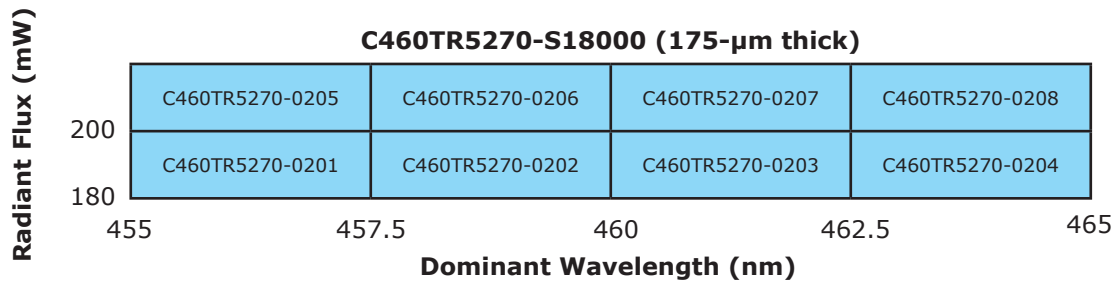 C460TR5270-S18000 (175-μm thick)
Radiant Flux (mW)
C460TR5270-0205 C460TR5270-0206 C460TR5270-0207 C460TR5270-0208
200
C460TR5270-0201 C460TR5270-0202 C460TR5270-0203 C460TR5270-0204
180
455 457.5 460 462.5 465
Dominant Wavelength (nm)